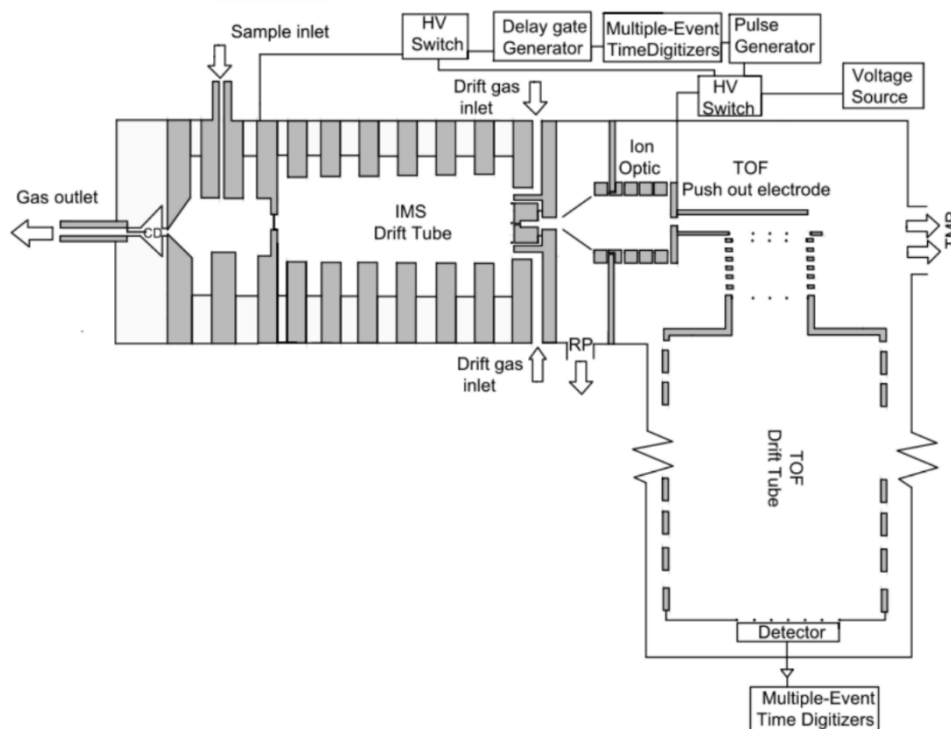 Sample inlet
HV
Switch
Delay gate
Generator
Multiple-Event
TimeDigitizers
Pulse
Generator
HV
Switch
Voltage
Source
Drift gas
inlet
Ion
Optic
TOF
Push out electrode
Gas outlet
CD
IMS
Drift Tube
TMP
Drift gas
inlet
RP
TOF
Drift Tube
Detector
Multiple-Event
Time Digitizers